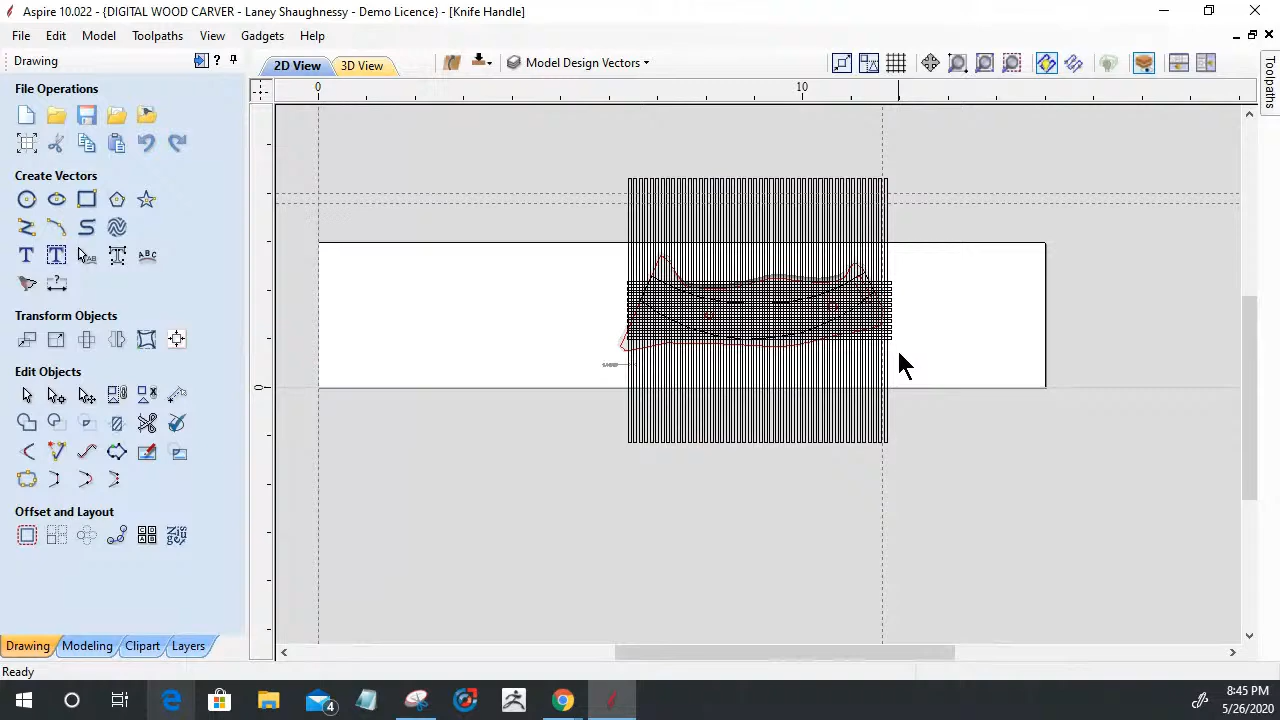 Aspire 10.022 - {DIGITAL WOOD CARVER - Laney Shaughnessy - Demo Licence} - [Knife Handle]
File Edit Model Toolpaths View Gadgets Help
Drawing
2D View
3D View
Model Design Vectors
Toolpaths
File Operations
0
10
Create Vectors
Transform Objects
Edit Objects
0
Offset and Layout
Drawing
Modeling
Clipart
Layers
Ready
4
8:45 PM
5/26/2020